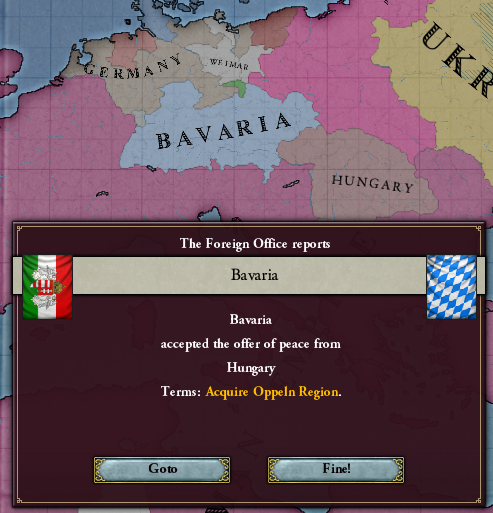 UKR
GERMANY
WEIMAR
BAVARIA
HUNGARY
The Foreign Office reports
Bavaria
Bavaria
accepted the offer of peace from
Hungary
Terms: Acquire Oppeln Region.
Goto
Fine!